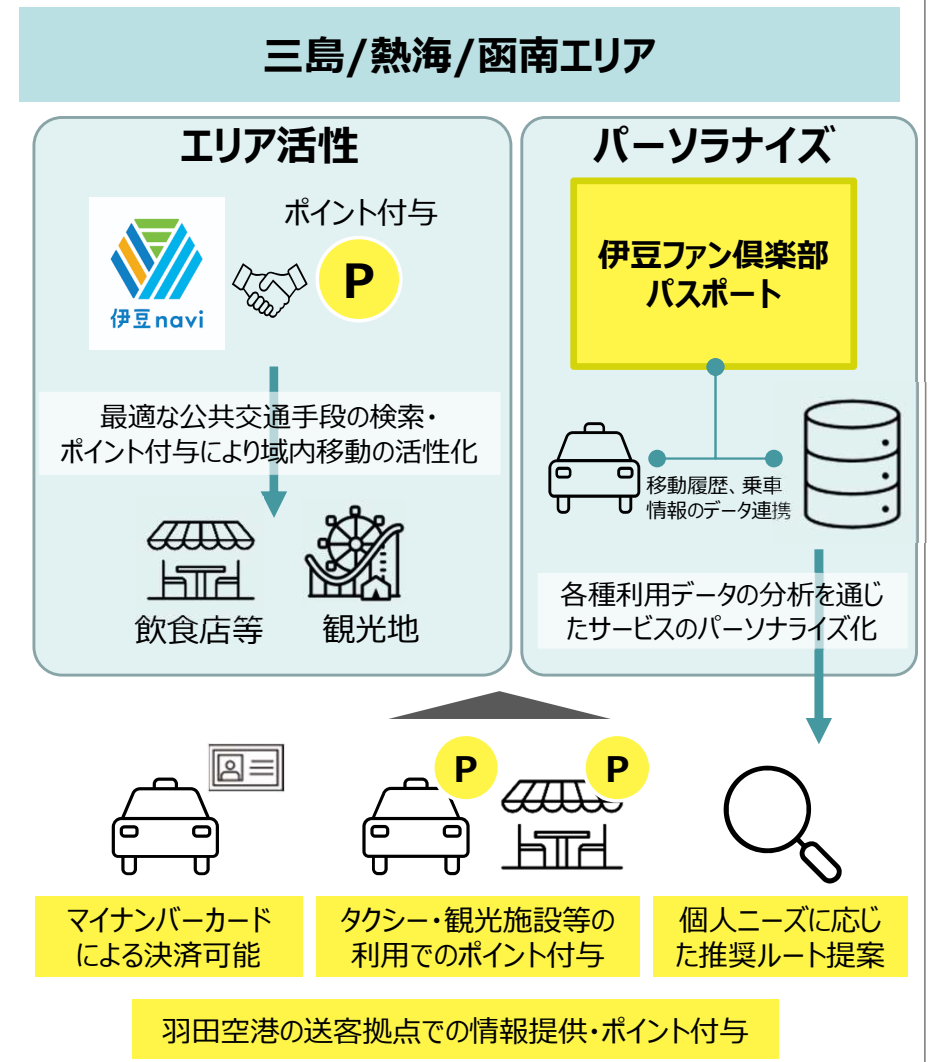 三島/熱海/函南エリア
エリア活性
ポイント付与
P
伊豆navi
最適な公共交通手段の検索・
ポイント付与により域内移動の活性化
飲食店等
観光地
パーソラナイズ
伊豆ファン倶楽部
パスポート
移動履歴、乗車
情報のデータ連携
各種利用データの分析を通じ
たサービスのパーソナライズ化
P
P
マイナンバーカード
による決済可能
タクシー・観光施設等の
利用でのポイント付与
個人ニーズに応じ
た推奨ルート提案
羽田空港の送客拠点での情報提供・ポイント付与